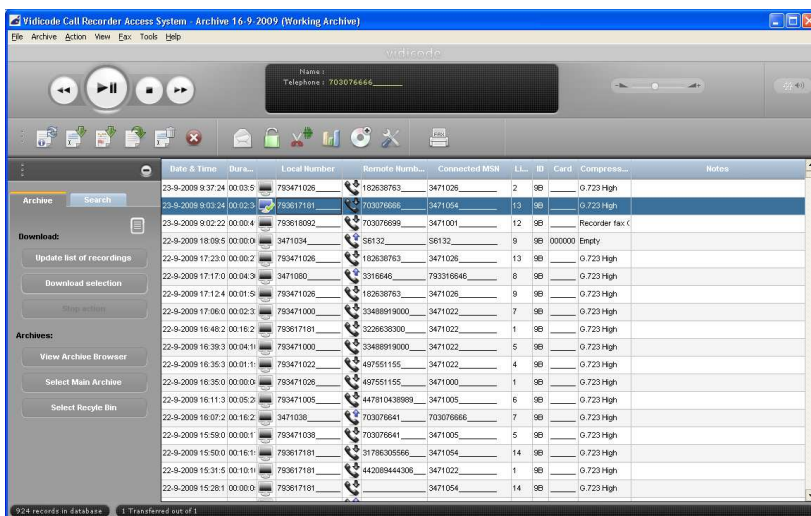 Vidicode Call Recorder Access System - Archive 16-9-2009 (Working Archive)
File Archive Action View Fax Tools Help
vidicode
Name :
Telephone : 703076666______
Date & Time Dura... Local Number Remote Numb... Connected MSN Li... ID Card Compress... Notes
23-9-2009 9:37:24 00:03:5 793471026 182638763 3471026 2 9B G.723 High
Archive Search
23-9-2009 9:03:24 00:02:3 793617181 703076666 3471054 13 9B G.723 High
23-9-2009 9:02:22 00:00:4 793618092 703076699 3471001 12 9B Recorder fax (
Download:
22-9-2009 18:09:5 00:00:0 3471034 S6132 S6132 9 9B 000000 Empty
Update list of recordings
22-9-2009 17:23:0 00:00:2 793471026 182638763 3471026 13 9B G.723 High
22-9-2009 17:17:0 00:04:3 3471060 3316646 793316646 8 9B G.723 High
Download selection
22-9-2009 17:12:4 00:01:5 793471026 182638763 3471026 9 9B G.723 High
Stop action
22-9-2009 17:06:0 00:02:3 793471000 33488919000 3471022 7 9B G.723 High
Archives:
22-9-2009 16:48:2 00:16:2 793617181 3226638300 3471022 1 9B G.723 High
22-9-2009 16:39:3 00:04:1 793471000 33488919000 3471022 5 9B G.723 High
View Archive Browser
22-9-2009 16:35:3 00:01:1 793471022 497551155 3471022 4 9B G.723 High
Select Main Archive
22-9-2009 16:35:0 00:00:0 793471026 497551155 3471000 1 9B G.723 High
22-9-2009 16:11:3 00:05:2 793471005 447810438989 3471005 6 9B G.723 High
Select Recyle Bin
22-9-2009 16:07:2 00:16:2 3471038 703076641 703076666 7 9B G.723 High
22-9-2009 15:59:0 00:00:1 793471038 703076641 3471005 5 9B G.723 High
22-9-2009 15:50:0 00:16:1 793617181 31786305566 3471054 14 9B G.723 High
22-9-2009 15:31:5 00:10:1 793617181 442089444306 3471022 1 9B G.723 High
22-9-2009 15:28:1 00:00:0 793617181 3471054 14 9B G.723 High
924 records in database 1 Transferred out of 1